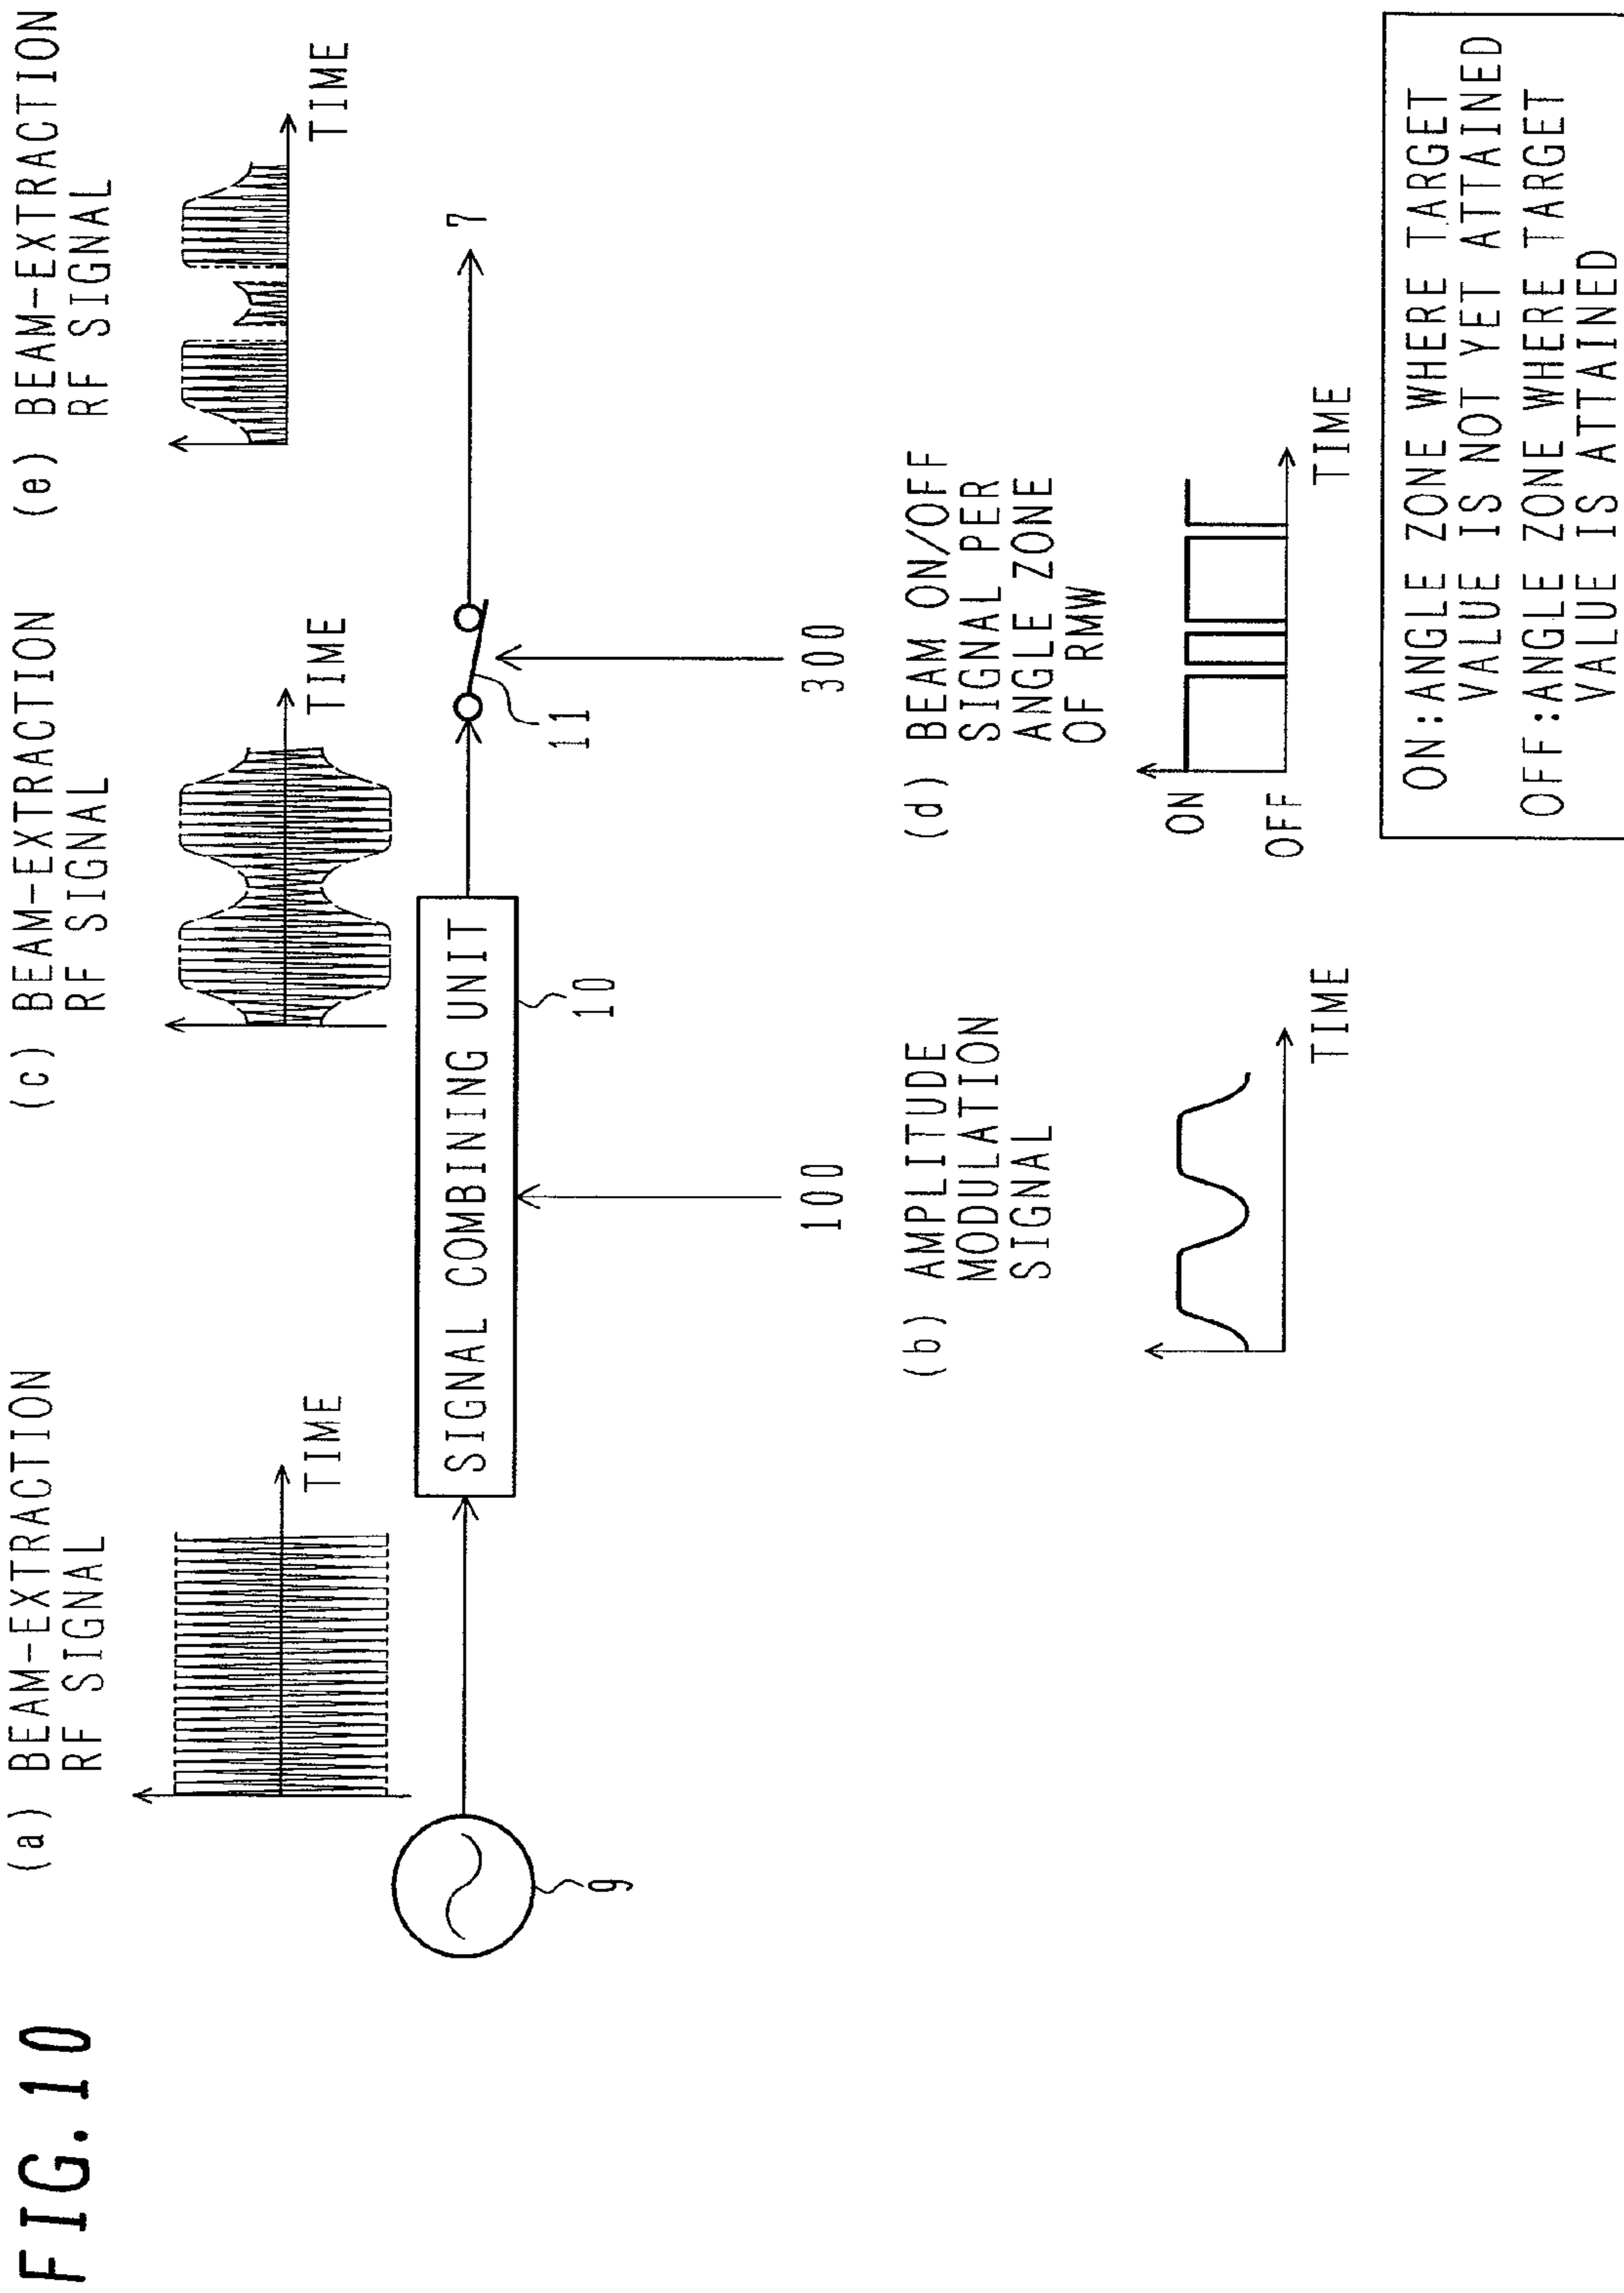 FIG.10
(a) BEAM-EXTRACTION
RF SIGNAL
TIME
(c) BEAM-EXTRACTION
RF SIGNAL
TIME
(e) BEAM-EXTRACTION
RF SIGNAL
TIME
9
SIGNAL COMBINING UNIT
10
11
7
100
300
(b) AMPLITUDE
MODULATION
SIGNAL
TIME
(d) BEAM ON/OFF
SIGNAL PER
ANGLE ZONE
OF RMW
ON
OFF
TIME
ON:ANGLE ZONE WHERE TARGET
VALUE IS NOT YET ATTAINED
OFF:ANGLE ZONE WHERE TARGET
VALUE IS ATTAINED